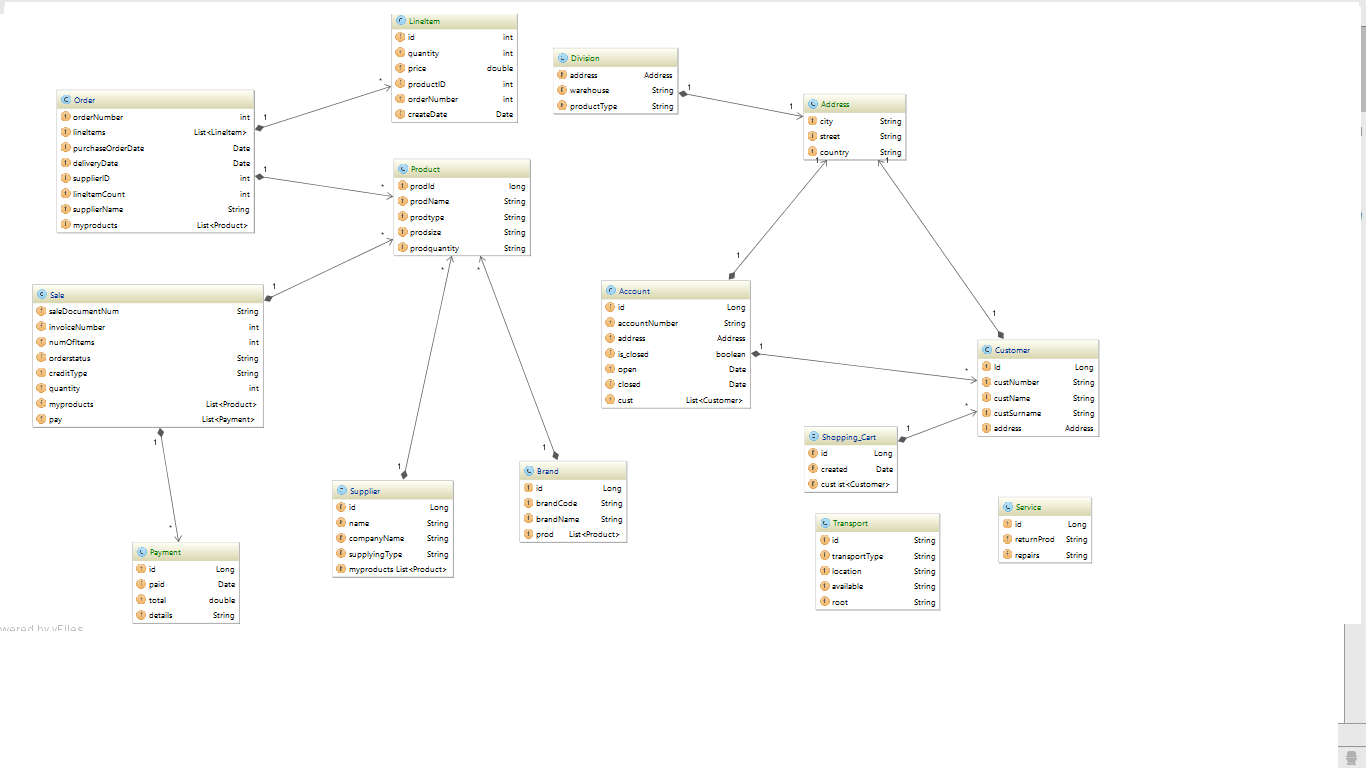 LineItem
id int
quantity int
price double
productID int
orderNumber int
createDate Date
Division
address Address
warehouse String
productType String
Order
orderNumber int
lineItems List<LineItem>
purchaseOrderDate Date
deliveryDate Date
supplierID int
lineItemCount int
supplierName String
myproducts List<Product>
Address
city String
street String
country String
Product
prodId long
prodName String
prodtype String
prodsize String
prodquantity String
Sale
saleDocumentNum String
invoiceNumber int
numOfItems int
orderstatus String
creditType String
quantity int
myproducts List<Product>
pay List<Payment>
Account
id Long
accountNumber String
address Address
is_closed boolean
open Date
closed Date
cust List<Customer>
Customer
Id Long
custNumber String
custName String
custSurname String
address Address
Shopping_Cart
id Long
created Date
cust ist<Customer>
Supplier
id Long
name String
companyName String
supplyingType String
myproducts List<Product>
Brand
id Long
brandCode String
brandName String
prod List<Product>
Service
id Long
returnProd String
repairs String
Transport
id String
transportType String
location String
available String
root String
Payment
id Long
paid Date
total double
details String
1 *
1 *
1 *
1 *
1 *
1 *
1 1
1 1
1 1
1 *
1 *
wered by yFiles